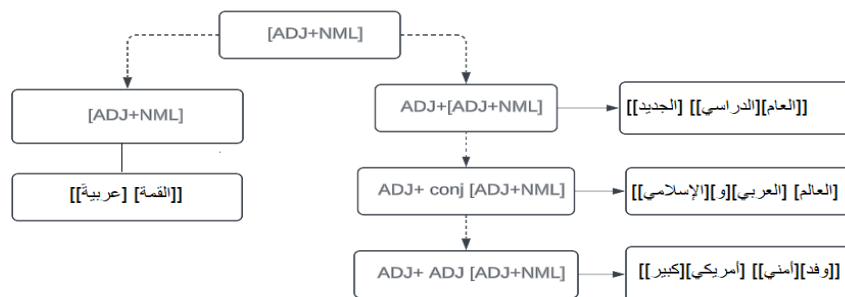 [ADJ+NML]
[ADJ+NML]
ADJ+[ADJ+NML]
[[العام][الدراسي]] [الجديد]]
[[القمة] [عربيةَ]]
ADJ+ conj [ADJ+NML]
[العالم] [العربي][و][الإسلامي]]
ADJ+ ADJ [ADJ+NML]
[[وفد][أمني]] [أمريكي][كبير]]